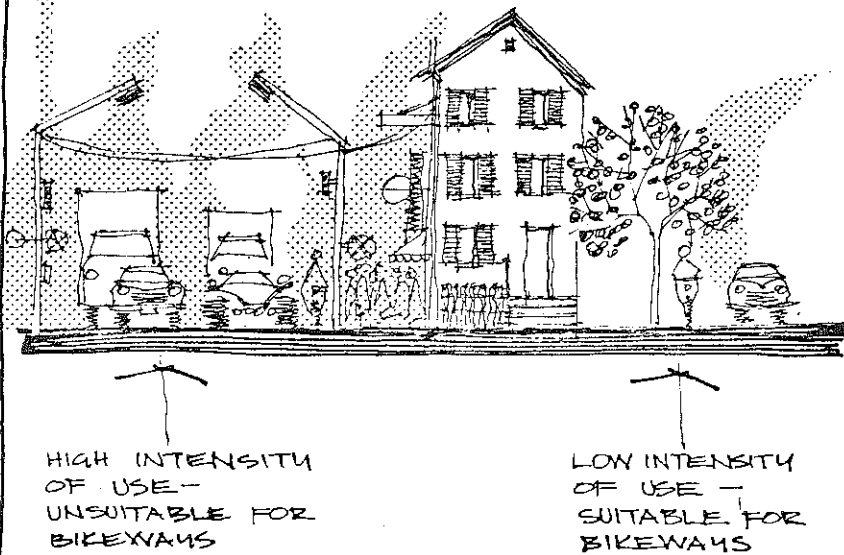 HIGH INTENSITY
OF USE-
UNSUITABLE FOR
BIKEWAYS
LOW INTENSITY
OF USE -
SUITABLE FOR
BIKEWAYS